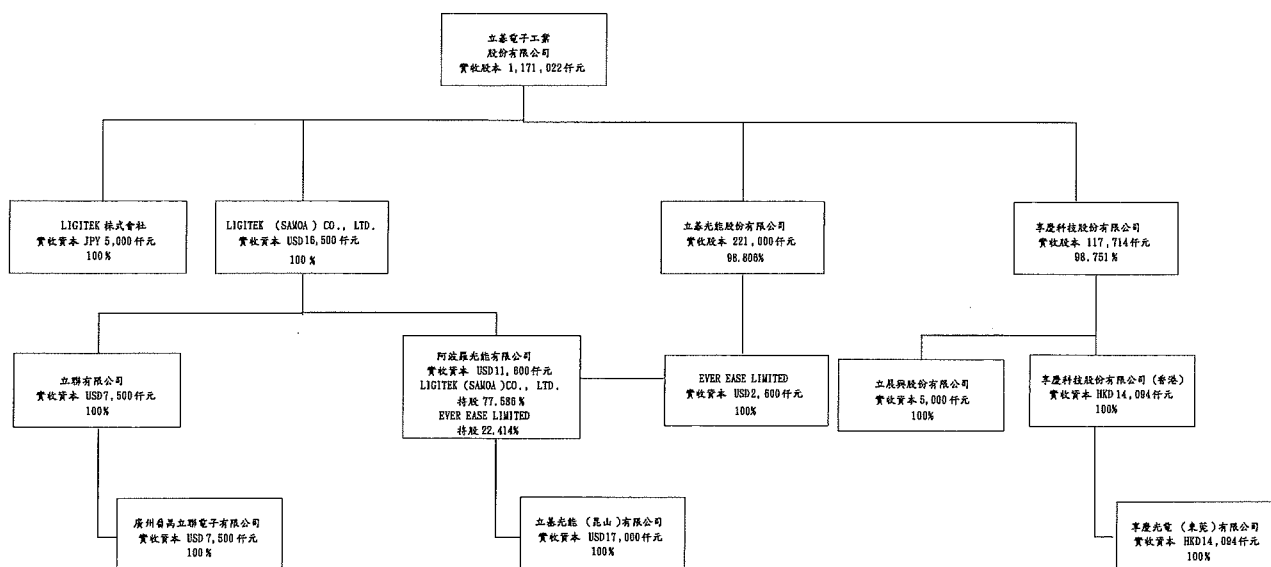 立碁電子工業
股份有限公司
實收股本 1,171,022仟元
LIGITEK 株式會社
實收資本 JPY 5,000仟元
100%
LIGITEK (SAMOA) CO., LTD.
實收資本 USD16,500仟元
100%
立碁光能股份有限公司
實收股本 221,000仟元
98.806%
享慶科技股份有限公司
實收股本 117,714仟元
98.751%
立聯有限公司
實收資本 USD7,500仟元
100%
阿波羅光能有限公司
實收資本 USD11,600仟元
LIGITEK (SAMOA)CO., LTD.
持股 77.586%
EVER EASE LIMITED
持股 22.414%
EVER EASE LIMITED
實收資本 USD2,600仟元
100%
立晨興股份有限公司
實收資本5,000仟元
100%
享慶科技股份有限公司(香港)
實收資本 HKD14,094仟元
100%
廣州番禺立聯電子有限公司
實收資本 USD7,500仟元
100%
立碁光能(昆山)有限公司
實收資本 USD17,000仟元
100%
享慶光電(東莞)有限公司
實收資本 HKD14,094仟元
100%